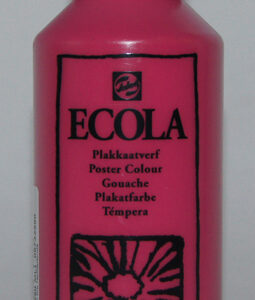 ECOLA
Plakkaatverf
Poster Colour
Gouache
Plakatfarbe
Témpera